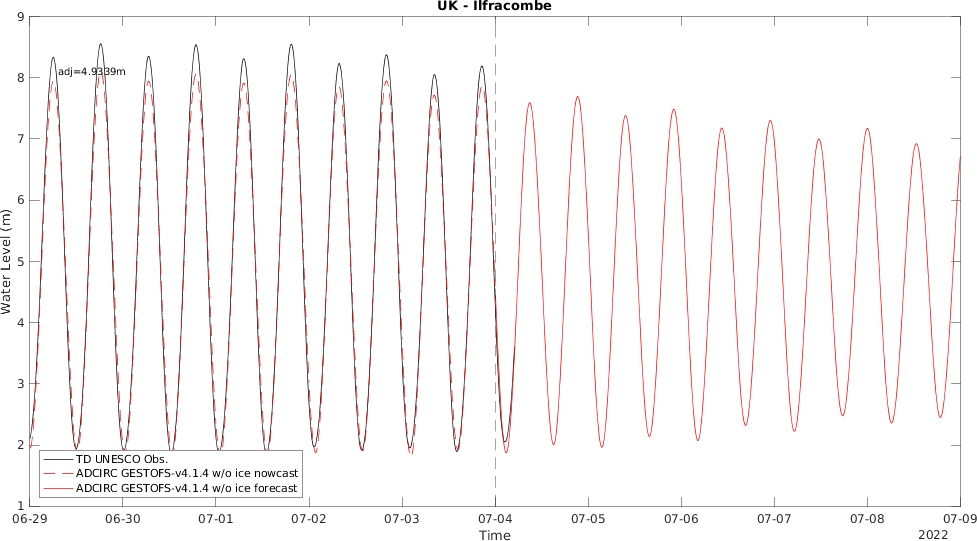 UK - Ilfracombe
9
8
7
6
5
4
3
2
1
Water Level (m)
adj=4.9339m
TD UNESCO Obs.
ADCIRC GESTOFS-v4.1.4 w/o ice nowcast
ADCIRC GESTOFS-v4.1.4 w/o ice forecast
06-29 06-30 07-01 07-02 07-03 07-04 07-05 07-06 07-07 07-08 07-09
Time
2022